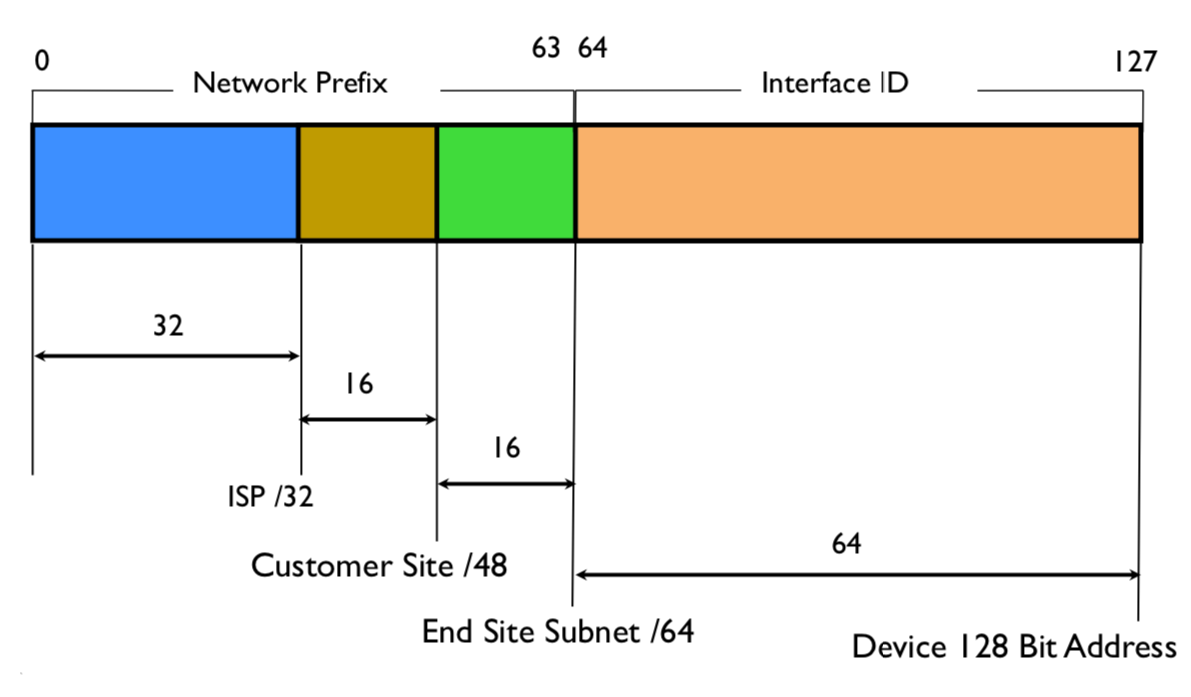 0
63 64
127
Network Prefix
Interface ID
32
16
16
ISP /32
64
Customer Site /48
End Site Subnet /64
Device 128 Bit Address